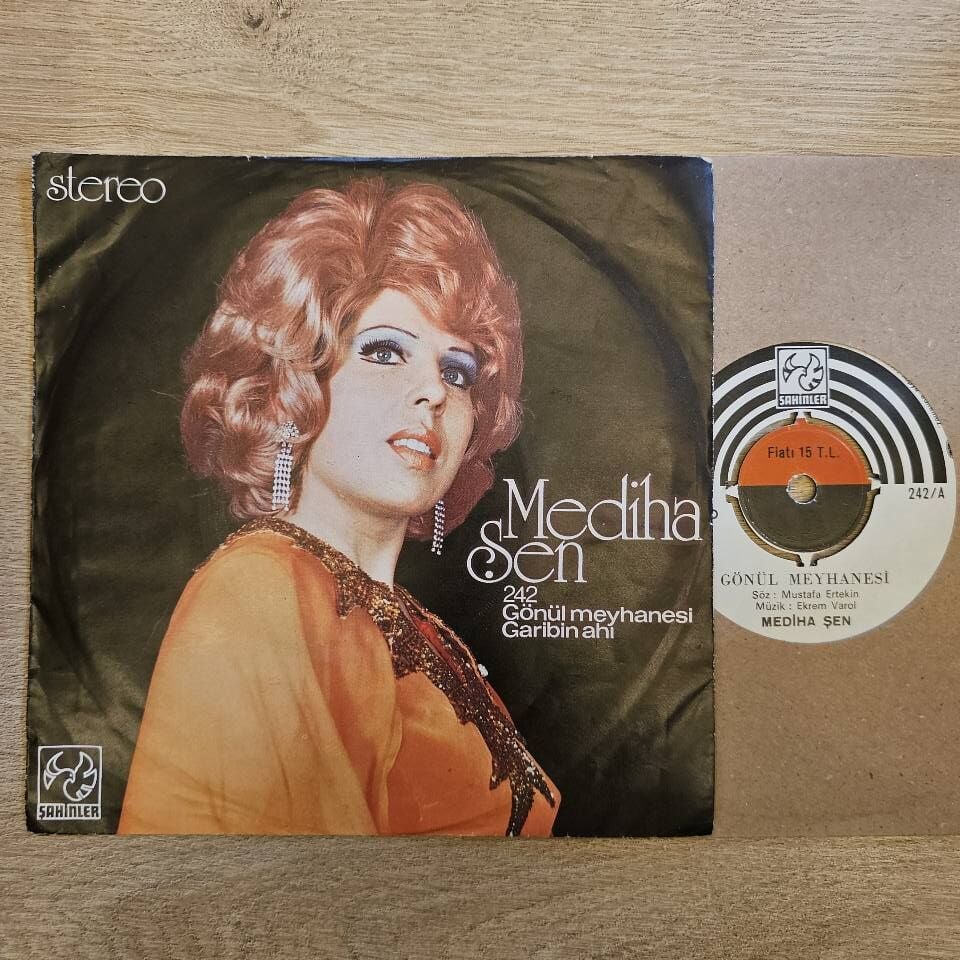 stereo
Mediha
Şen
242
Gönül meyhanesi
Garibin ahı
ŞAHİNLER
ŞAHİNLER
Fiatı 15 T.L.
242/A
GÖNÜL MEYHANESİ
Söz : Mustafa Ertekin
Müzik : Ekrem Varol
MEDİHA ŞEN